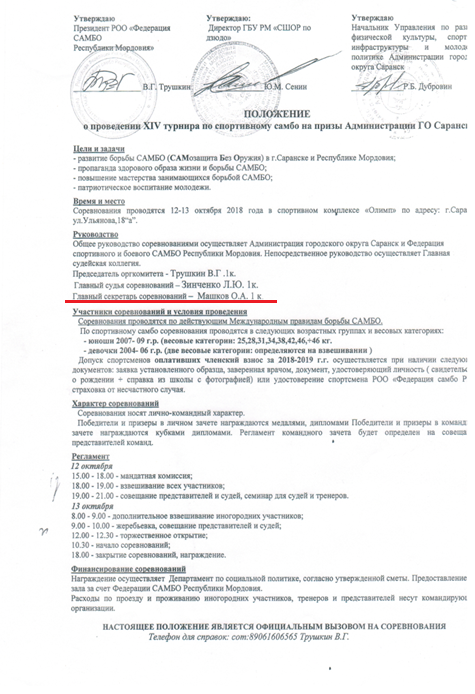 Утверждаю Утверждаю: Утверждаю
Президент РОО «Федерация Директор ГБУ РМ «СШОР по Начальник Управления по раз
САМБО дзюдо» физической культуры, спорт
Республики Мордовия» инфраструктуры и молод
политике Администрации горо
округа Саранск
В.Г. Трушкин. Ю.М. Сенин Р.Б. Дубровин
ПОЛОЖЕНИЕ
о проведении XIV турнира по спортивному самбо на призы Администрации ГО Саранс
Цели и задачи
- развитие борьбы САМБО (САМозащита Без Оружия) в г.Саранске и Республике Мордовия;
- пропаганда здорового образа жизни и борьбы САМБО;
- повышение мастерства занимающихся борьбой САМБО;
- патриотическое воспитание молодежи.
Время и место
Соревнования проводятся 12-13 октября 2018 года в спортивном комплексе «Олимп» по адресу: г.Сара
ул.Ульянова,18"а".
Руководство
Общее руководство соревнованиями осуществляет Администрация городского округа Саранск и Федерация
спортивного и боевого САМБО Республики Мордовия. Непосредственное руководство осуществляет Главная
судейская коллегия.
Председатель оргкомитета - Трушкин В.Г .1к.
Главный судья соревнований – Зинченко Л.Ю. 1к.
Главный секретарь соревнований – Машков О.А. 1 к
Участники соревнований и условия проведения
Соревнования проводятся по действующим Международным правилам борьбы САМБО.
По спортивному самбо соревнования проводятся в следующих возрастных группах и весовых категориях:
- юноши 2007- 09 г.р. (весовые категории: 25,28,31,34,38,42,46,+46 кг.
- девочки 2004- 06 г.р. (две весовые категории: определяются на взвешивании )
Допуск спортсменов оплативших членский взнос за 2018-2019 г.г. осуществляется при наличии следую
документов: заявка установленного образца, заверенная врачом, документ, удостоверяющий личность ( свидетель
о рождении + справка из школы с фотографией) или удостоверение спортсмена РОО «Федерация самбо Р
страховка от несчастного случая.
Характер соревнований
Соревнования носят лично-командный характер.
Победители и призеры в личном зачете награждаются медалями, дипломами Победители и призеры в команд
зачете награждаются кубками дипломами. Регламент командного зачета будет определен на совеща
представителей команд.
Регламент
12 октября
15.00 - 18.00 - мандатная комиссия;
18.00 - 19.00 - взвешивание всех участников;
19.00 - 21.00 - совещание представителей и судей, семинар для судей и тренеров.
13 октября
8.00 - 9.00 - дополнительное взвешивание иногородних участников;
9.00 - 10.00 - жеребьевка, совещание представителей и судей;
12.00 - 12.30 - торжественное открытие;
10.30 - начало соревнований;
18.00 - закрытие соревнований, награждение.
Финансирование соревнований
Награждение осуществляет Департамент по социальной политике, согласно утвержденной сметы. Предоставление
зала за счет Федерации САМБО Республики Мордовия.
Расходы по проезду и проживанию иногородних участников, тренеров и представителей несут командирую
организации.
НАСТОЯЩЕЕ ПОЛОЖЕНИЕ ЯВЛЯЕТСЯ ОФИЦИАЛЬНЫМ ВЫЗОВОМ НА СОРЕВНОВАНИЯ
Телефон для справок: сот:89061606565 Трушкин В.Г.